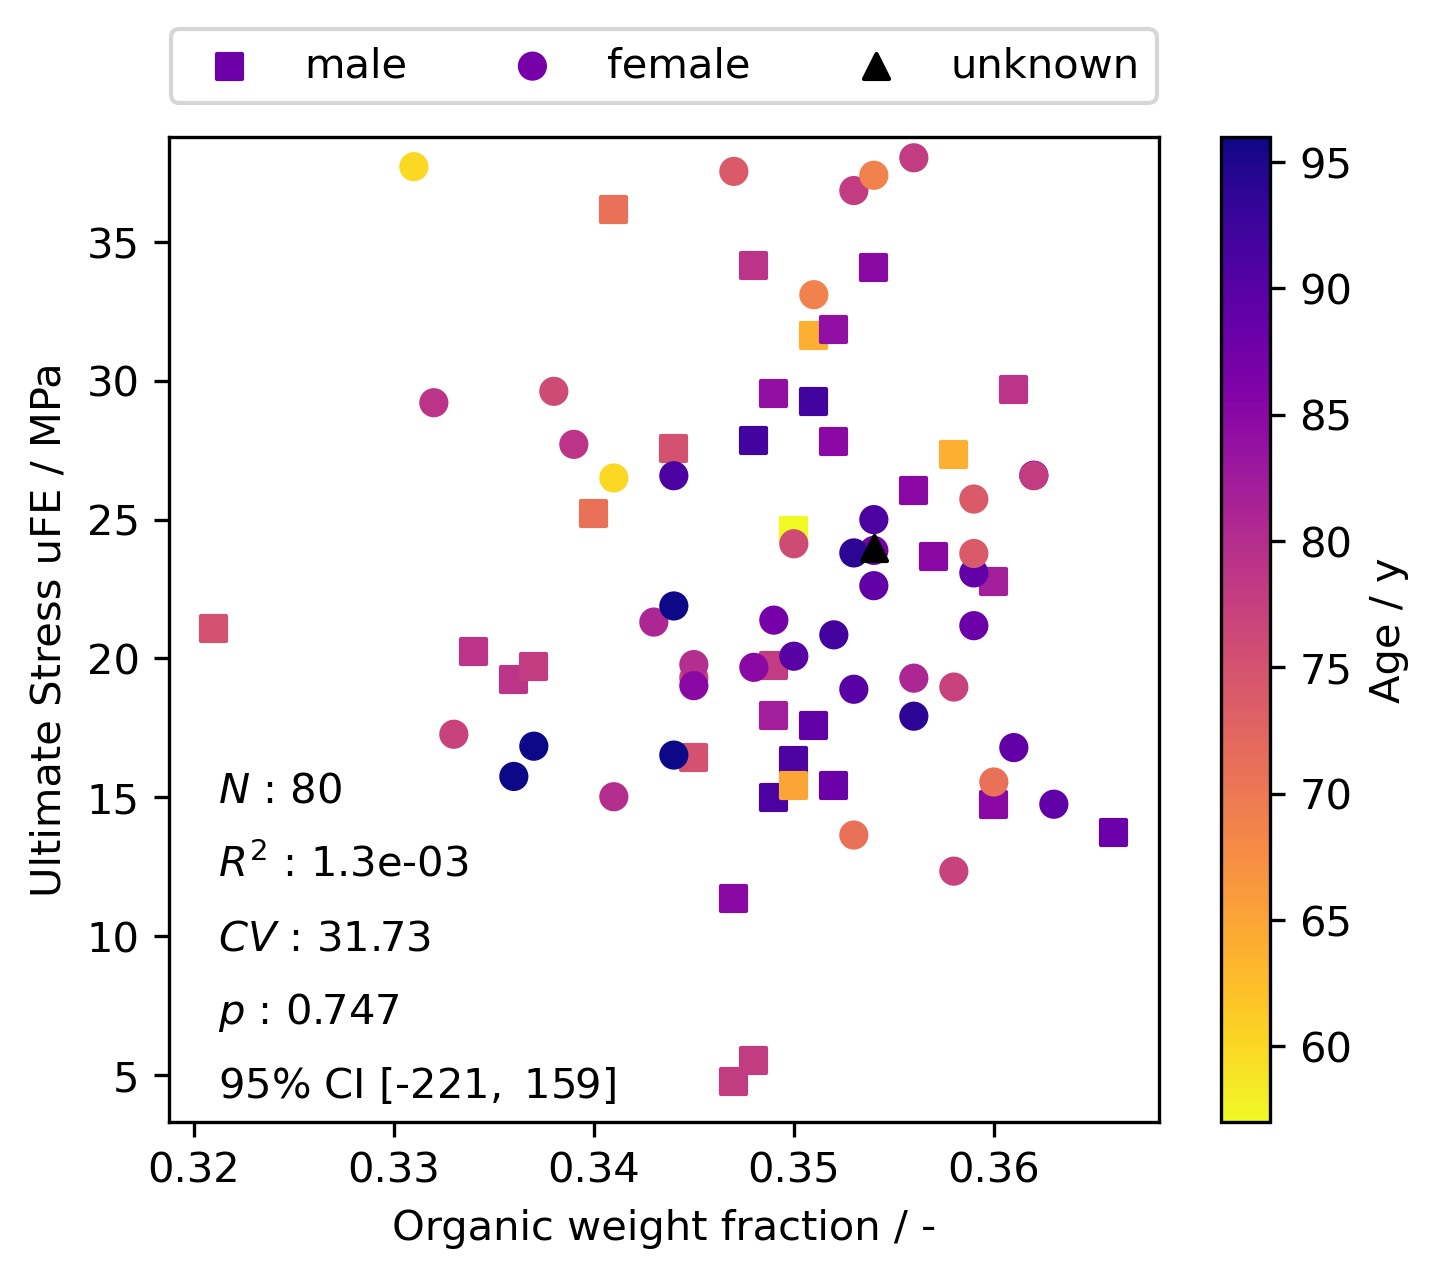 male female unknown
35
30
25
20
15
10
5
Ultimate Stress uFE / MPa
N : 80
R² : 1.3e-03
CV : 31.73
p : 0.747
95% CI [-221, 159]
0.32 0.33 0.34 0.35 0.36
Organic weight fraction / -
95
90
85
80
75
70
65
60
Age / y